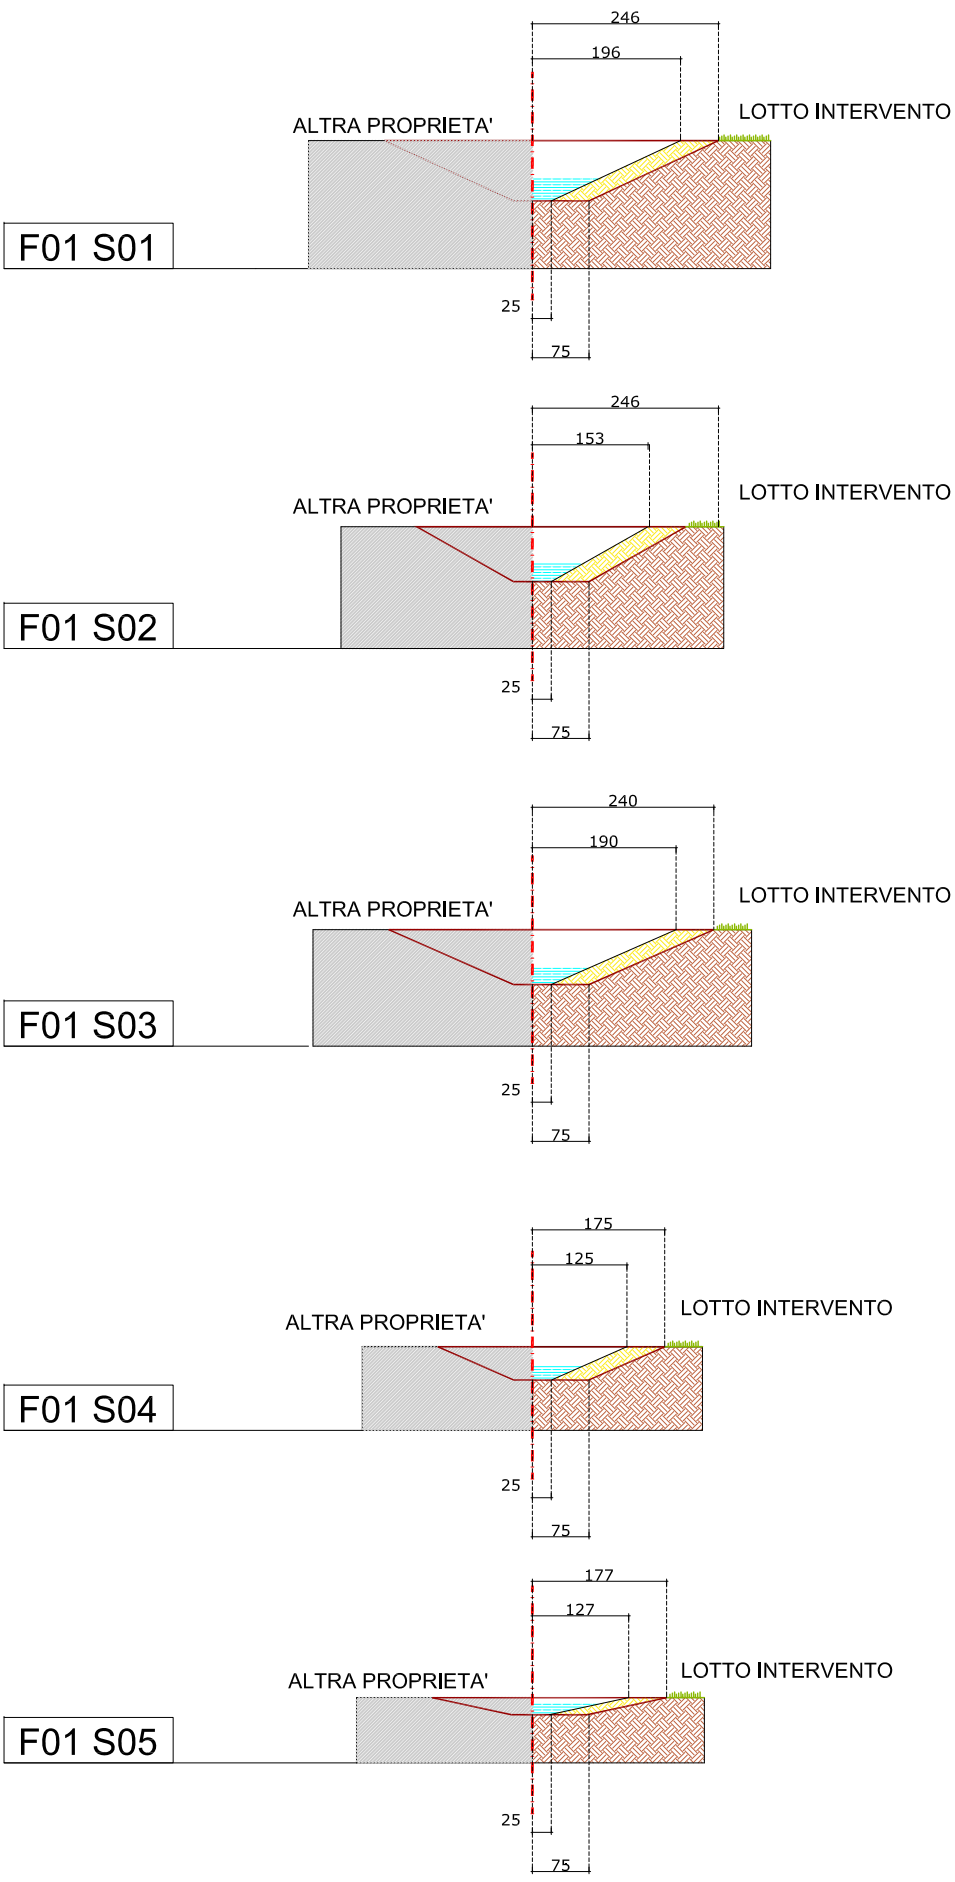 246
196
LOTTO INTERVENTO
ALTRA PROPRIETA'
F01 S01
25
75
246
153
LOTTO INTERVENTO
ALTRA PROPRIETA'
F01 S02
25
75
240
190
LOTTO INTERVENTO
ALTRA PROPRIETA'
F01 S03
25
75
175
125
LOTTO INTERVENTO
ALTRA PROPRIETA'
F01 S04
25
75
177
127
LOTTO INTERVENTO
ALTRA PROPRIETA'
F01 S05
25
75